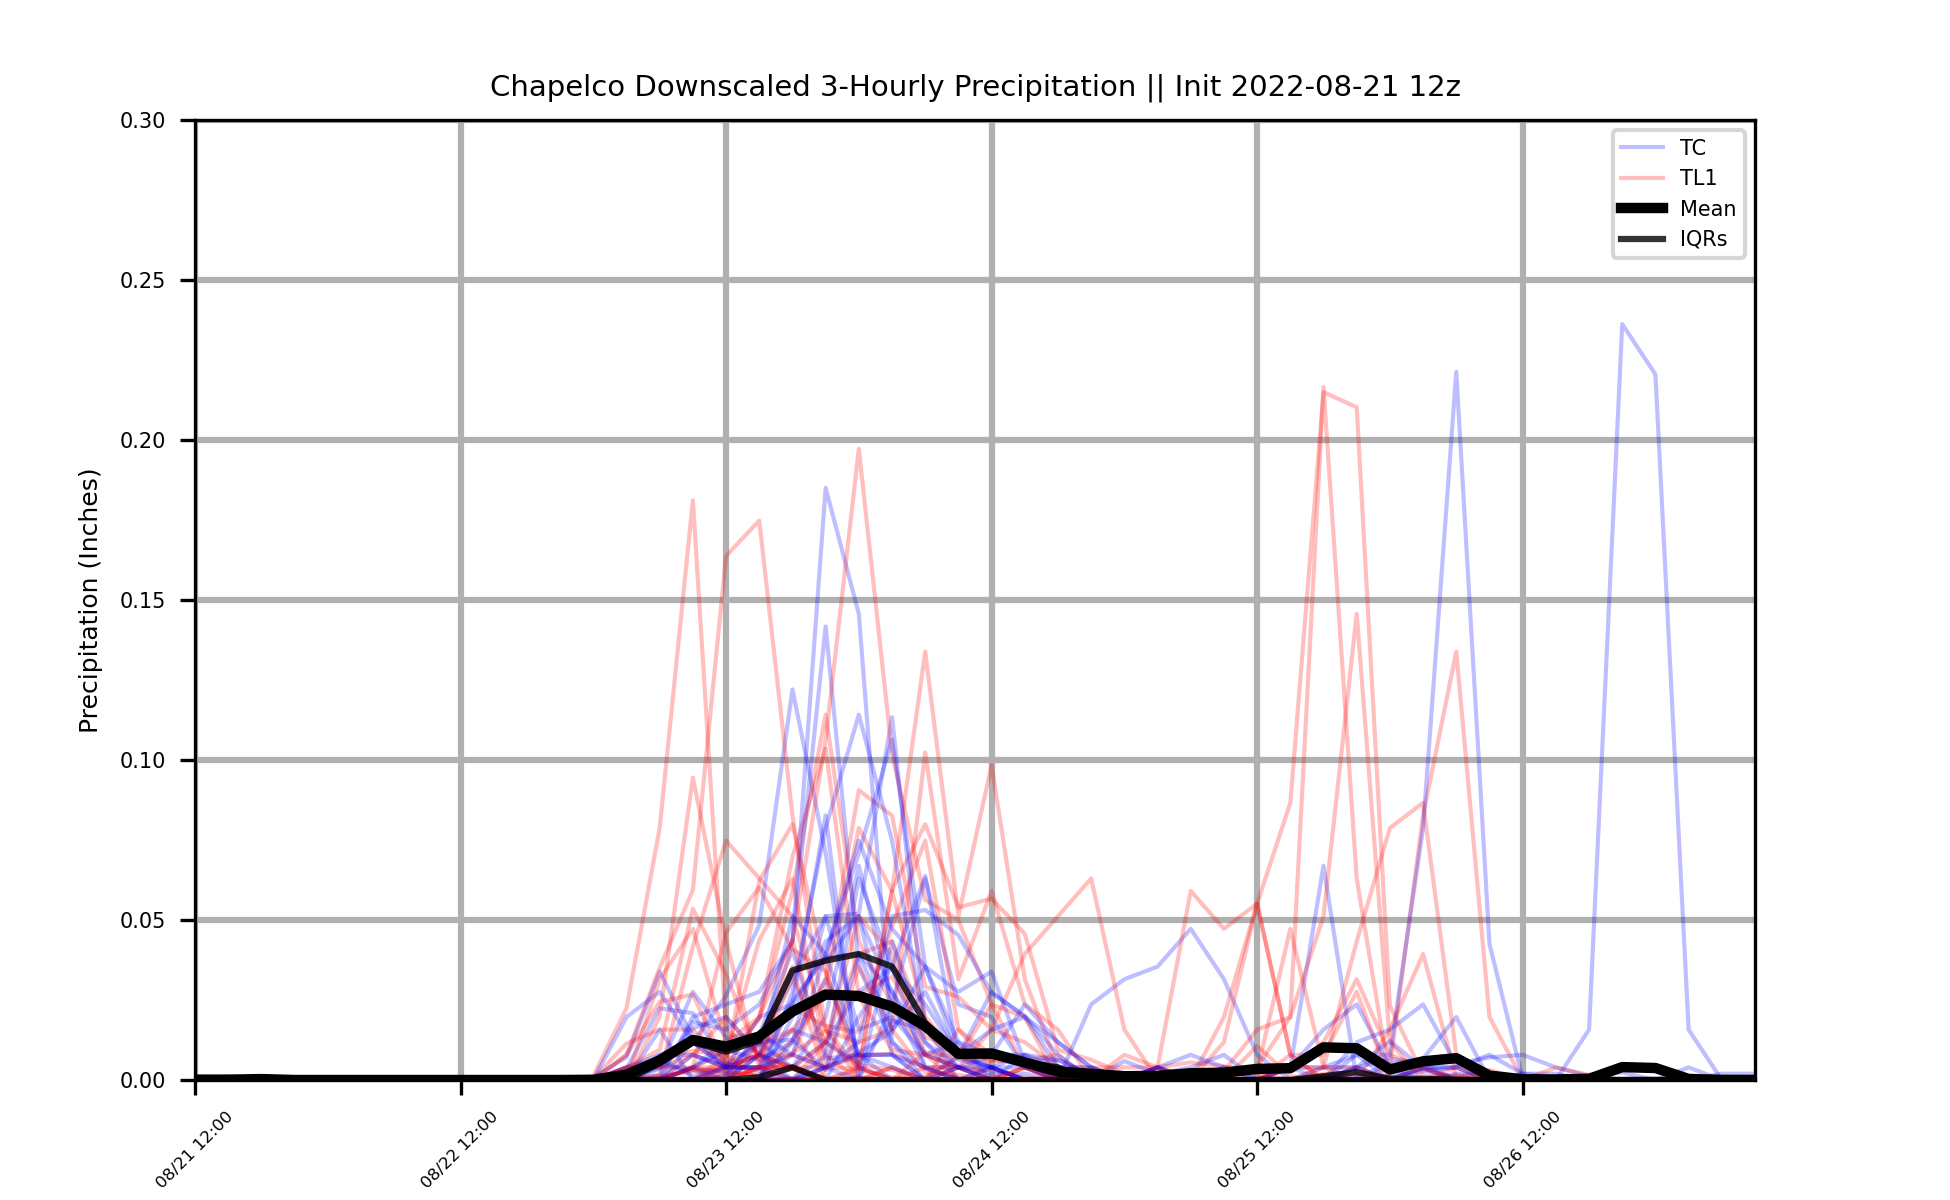 Chapelco Downscaled 3-Hourly Precipitation || Init 2022-08-21 12z
0.30
0.25
0.20
0.15
0.10
0.05
0.00
Precipitation (Inches)
TC
TL1
Mean
IQRs
08/21 12:00
08/22 12:00
08/23 12:00
08/24 12:00
08/25 12:00
08/26 12:00